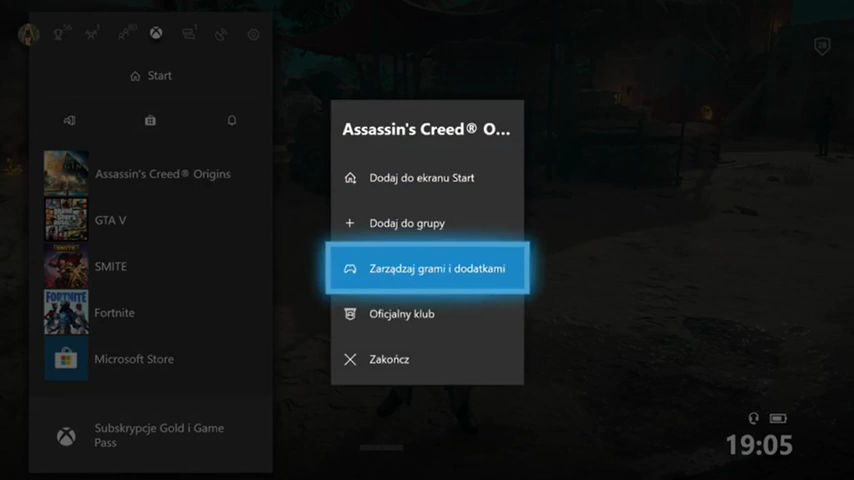 Start
Assassin's Creed® Origins
GTA V
SMITE
Fortnite
Microsoft Store
Subskrypcje Gold i Game
Pass
Assassin's Creed® O...
Dodaj do ekranu Start
Dodaj do grupy
Zarządzaj grami i dodatkami
Oficjalny klub
Zakończ
19:05